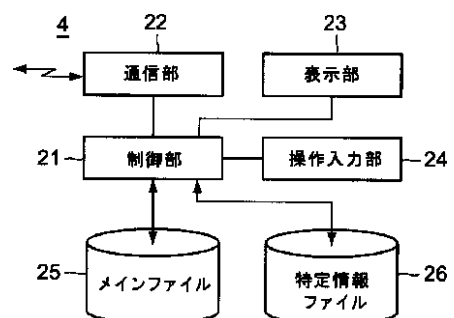 4
22
23
通信部
表示部
21
制御部
操作入力部
24
25
メインファイル
特定情報
ファイル
26